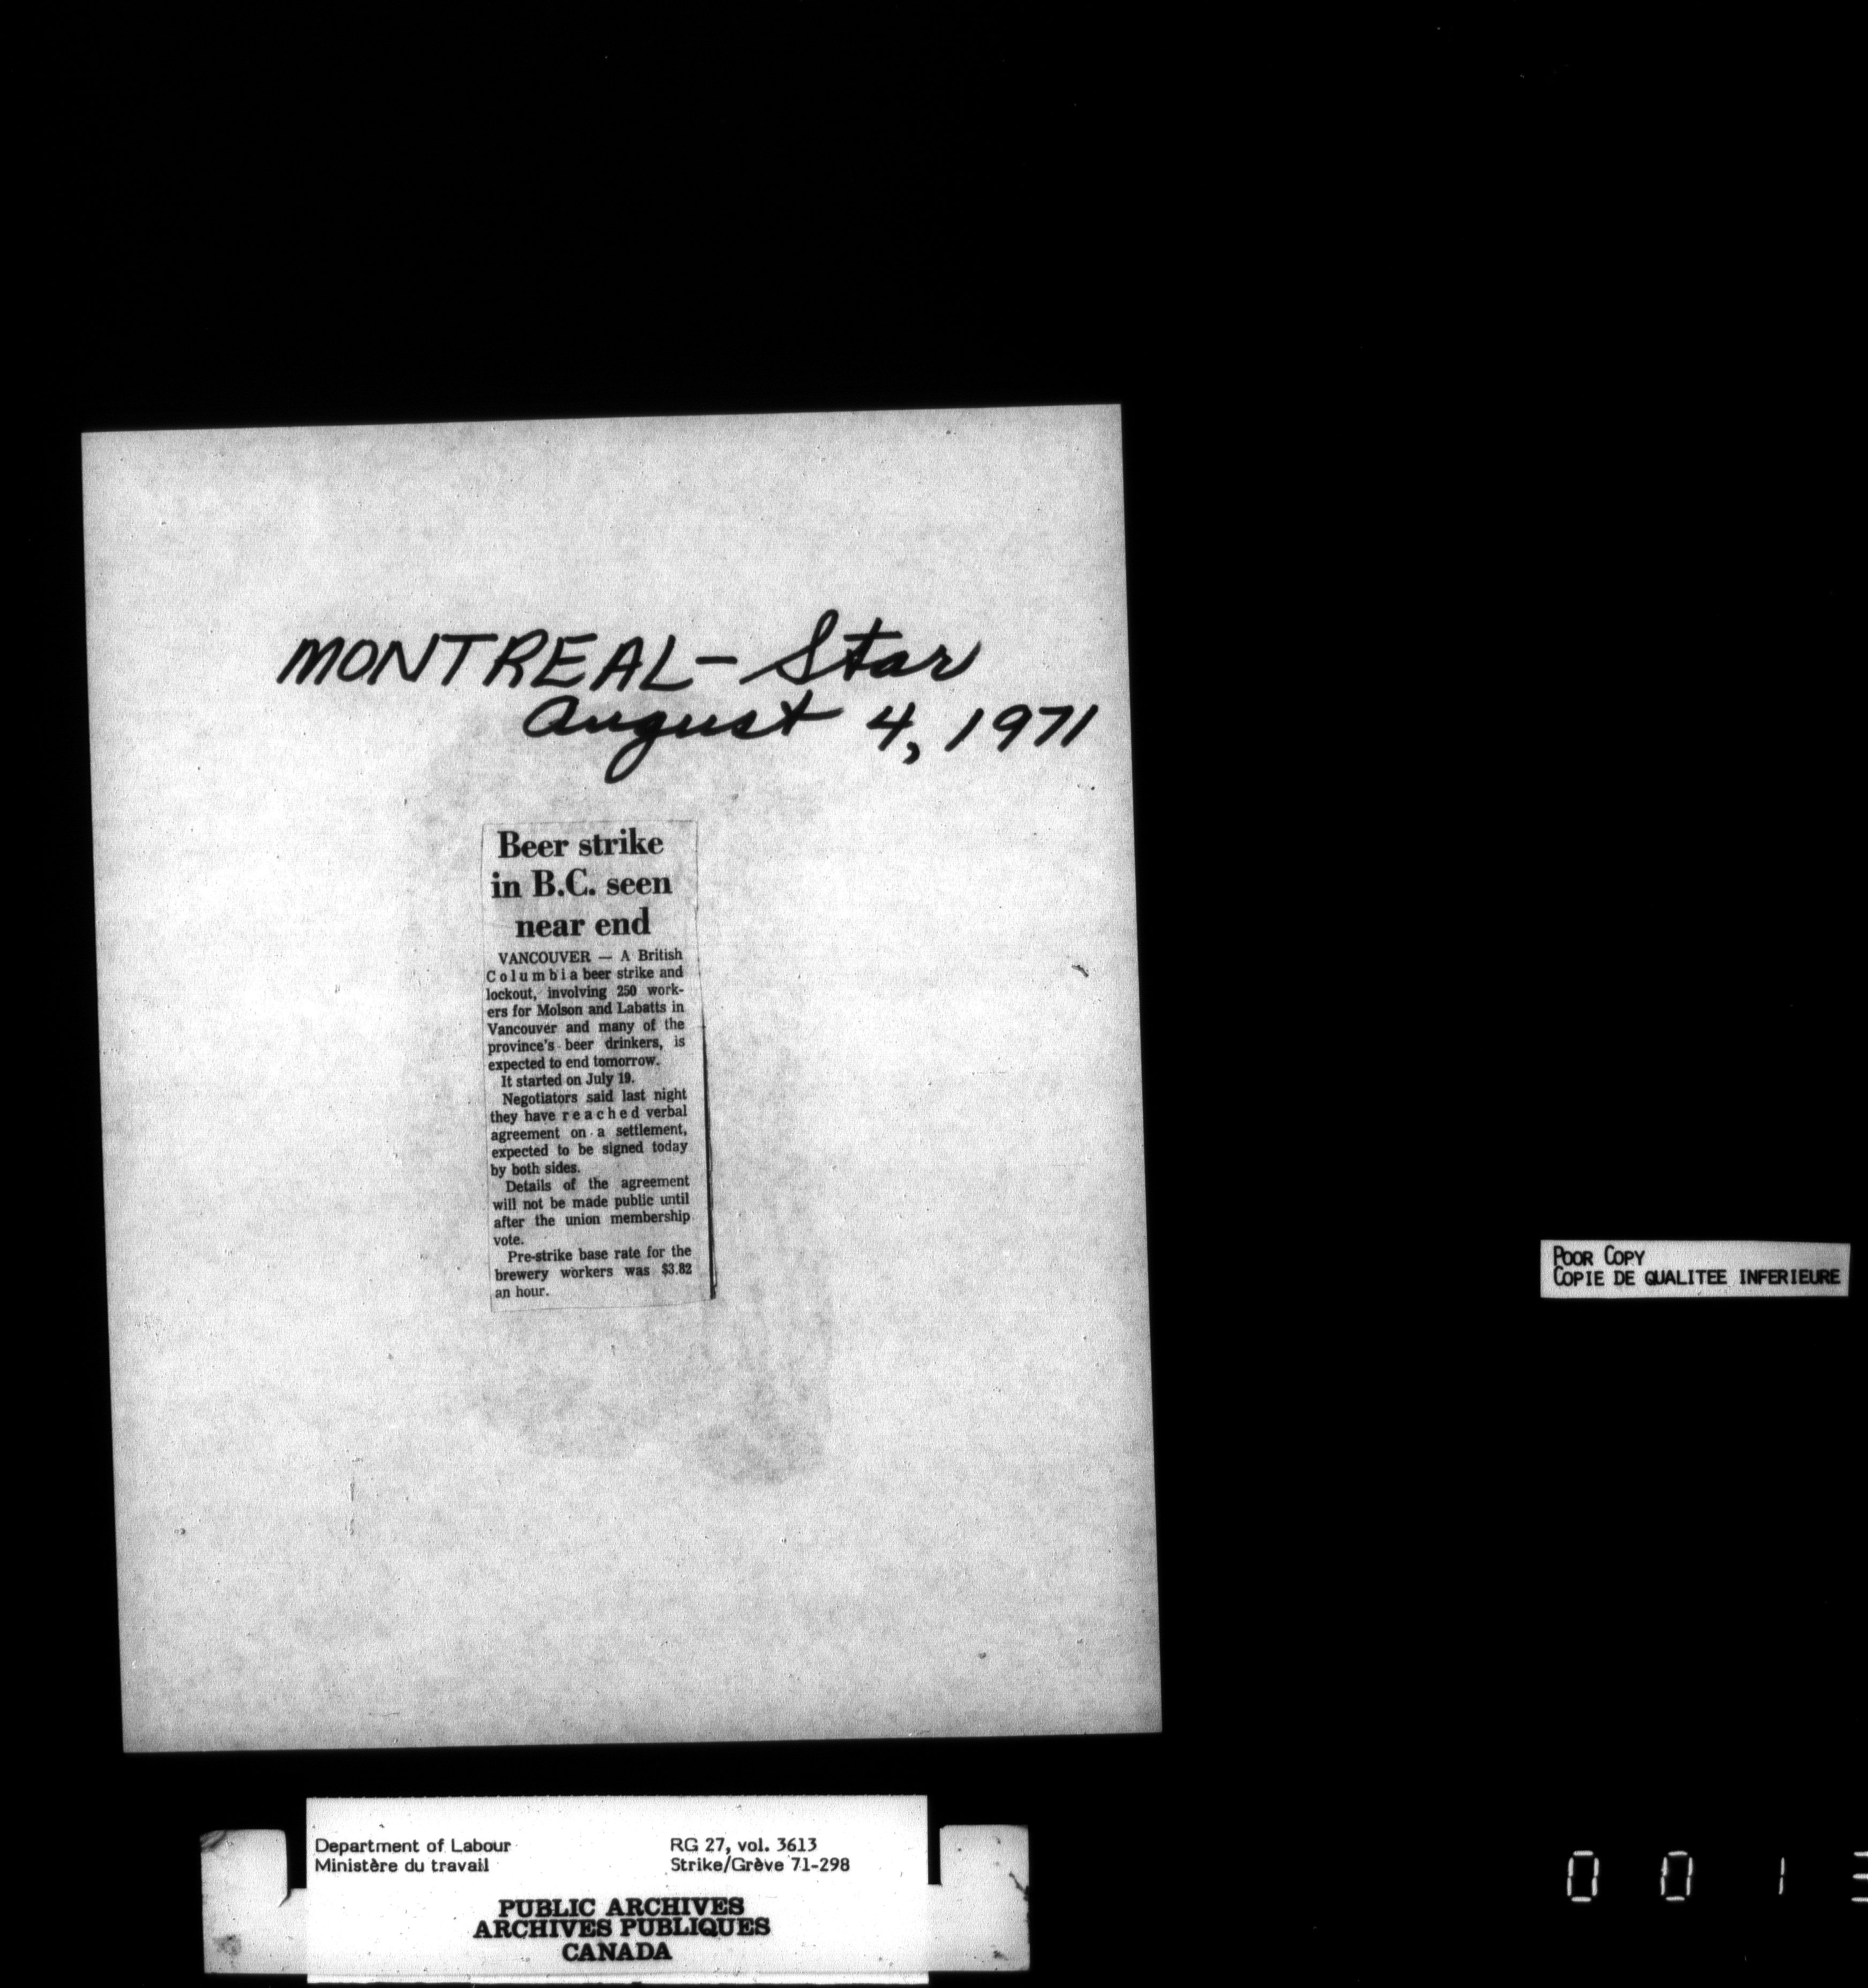 MONTREAL - Star
August 4, 1971
Beer strike
in B.C. seen
near end
VANCOUVER — A British
Columbia beer strike and
lockout, involving 250 work-
ers for Molson and Labatts in
Vancouver and many of the
province's beer drinkers, is
expected to end tomorrow.
It started on July 19.
Negotiators said last night
they have reached verbal
agreement on a settlement,
expected to be signed today
by both sides.
Details of the agreement
will not be made public until
after the union membership
vote.
Pre-strike base rate for the
brewery workers was $3.82
an hour.
POOR COPY
COPIE DE QUALITEE INFERIEURE
Department of Labour RG 27, vol. 3613
Ministère du travail Strike/Grève 71-298
PUBLIC ARCHIVES
ARCHIVES PUBLIQUES
CANADA
0 0 1